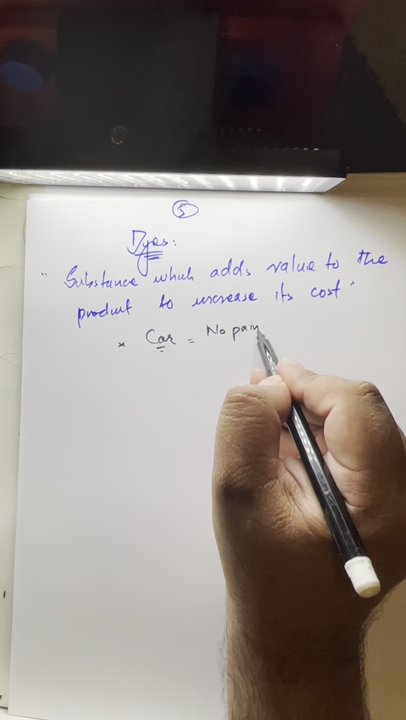 5
Dyes:
"Substance which adds value to the
product to increase its cost"
* Car = No pain